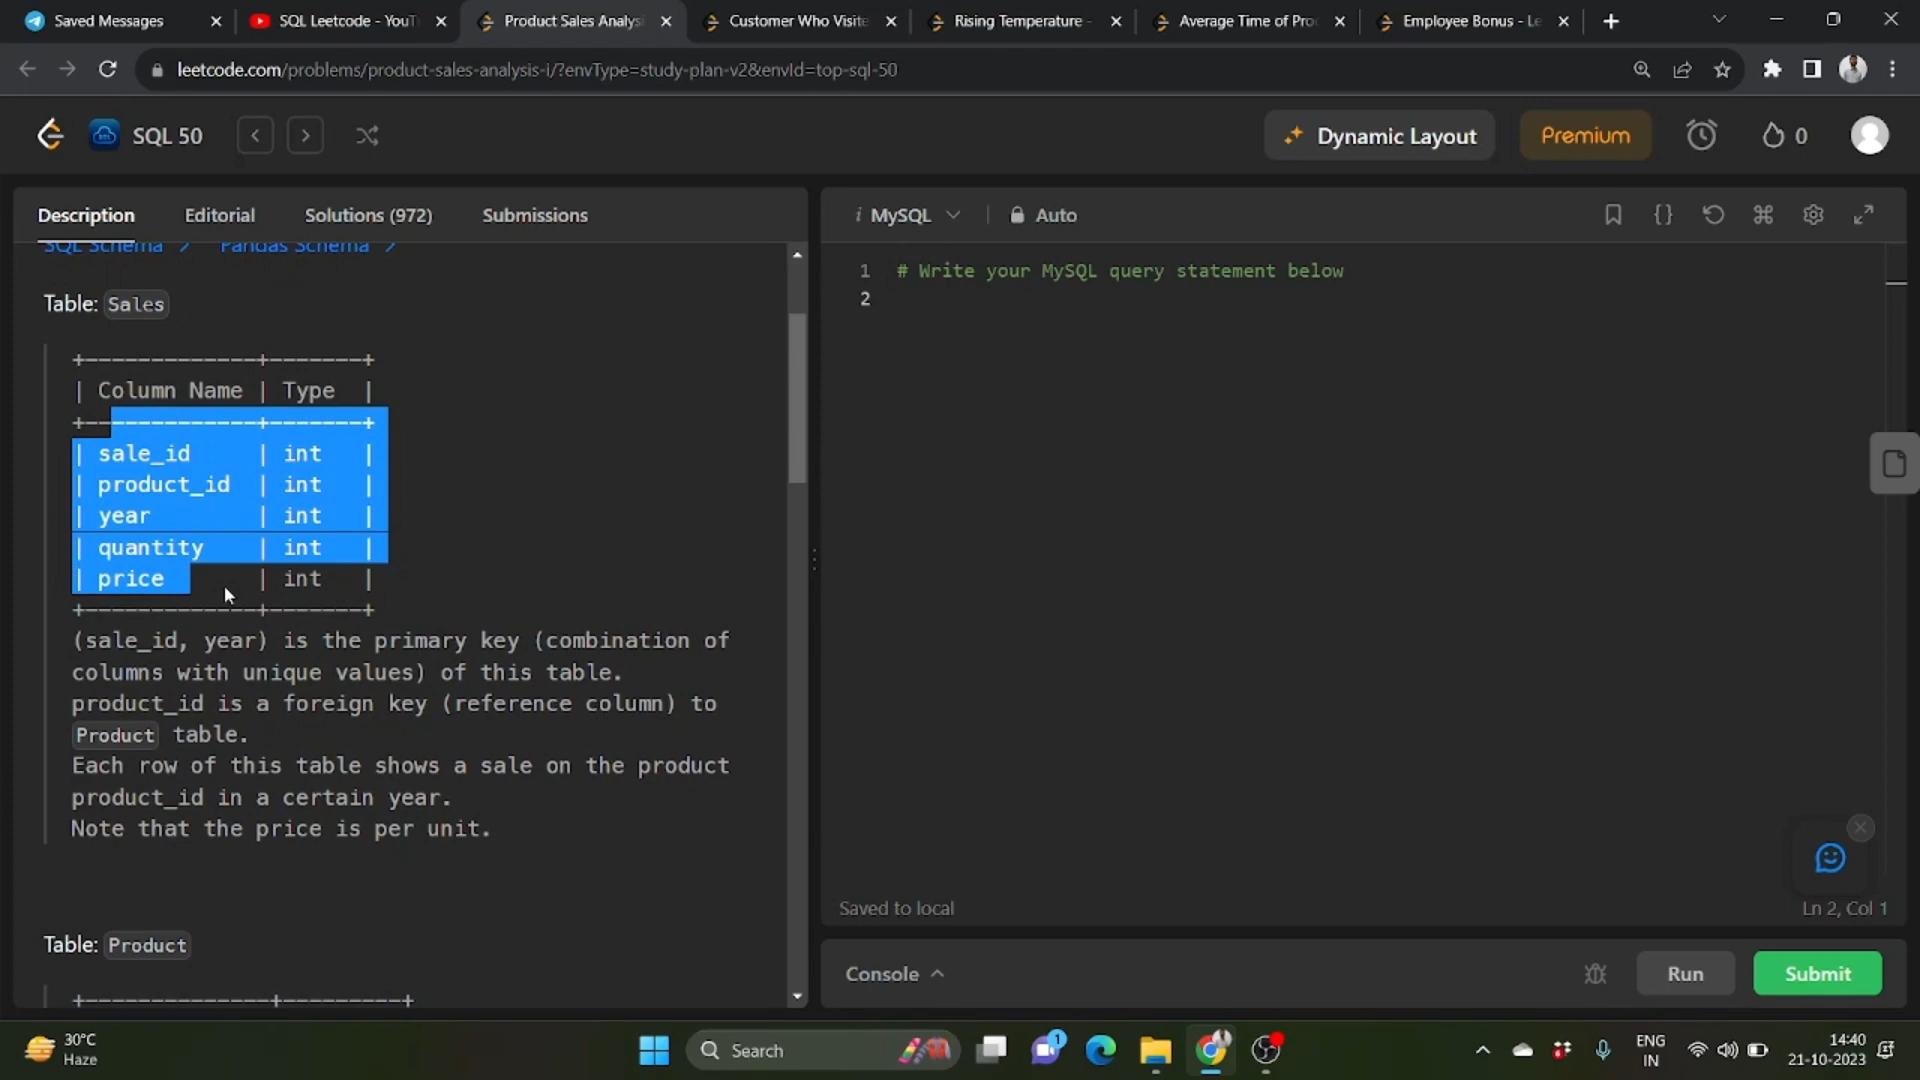 Saved Messages
SQL Leetcode - YouT
Product Sales Analysi
Customer Who Visite
Rising Temperature -
Average Time of Pro
Employee Bonus - Le
leetcode.com/problems/product-sales-analysis-i/?envType=study-plan-v2&envId=top-sql-50
SQL 50
Dynamic Layout
Premium
0
Description
Editorial
Solutions (972)
Submissions
SQL Schema
Pandas Schema
Table: Sales
+-------------+-------+
| Column Name | Type |
+-------------+-------+
| sale_id | int |
| product_id | int |
| year | int |
| quantity | int |
| price | int |
+-------------+-------+
(sale_id, year) is the primary key (combination of
columns with unique values) of this table.
product_id is a foreign key (reference column) to
Product table.
Each row of this table shows a sale on the product
product_id in a certain year.
Note that the price is per unit.
Table: Product
+--------------+---------+
i MySQL
Auto
1 # Write your MySQL query statement below
2
Saved to local
Ln 2, Col 1
Console
Run
Submit
30°C
Haze
Search
1
ENG
IN
14:40
21-10-2023